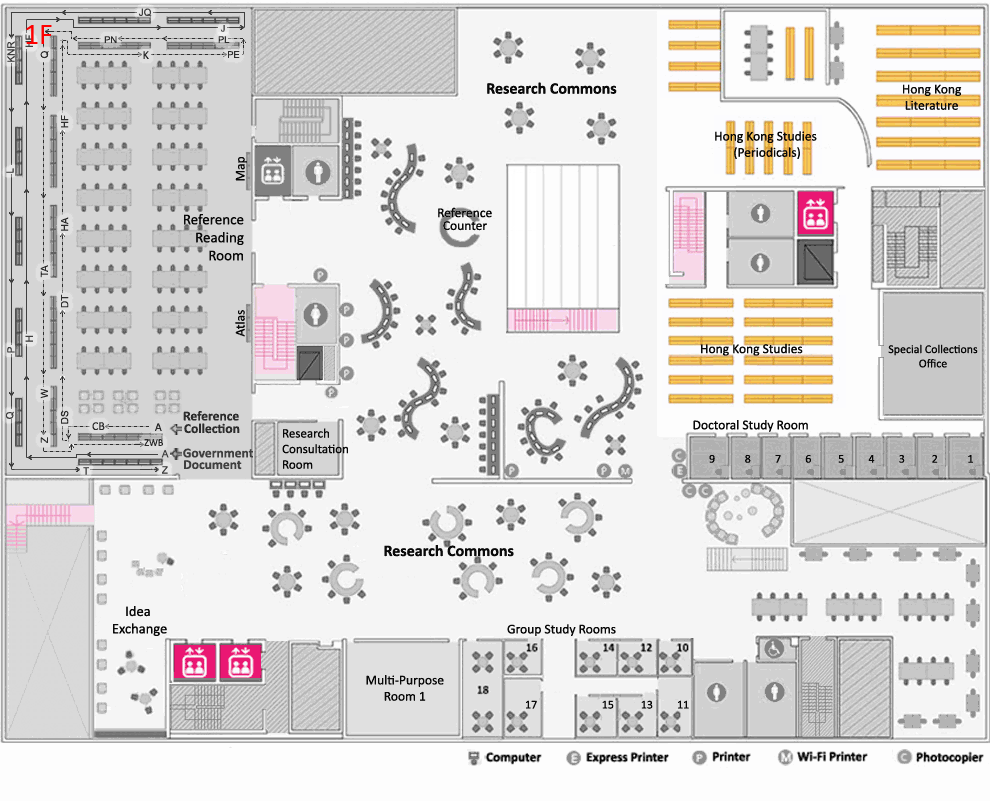 1F
JQ
J
KNR
HE
Q
PN
PL
K
PE
HF
L
HA
TA
DT
H
P
W
DS
Q
Z
CB
A
ZWB
A
T
Z
Map
Atlas
Reference
Reading
Room
Reference
Collection
Government
Document
Research Commons
Reference
Counter
Hong Kong
Literature
Hong Kong Studies
(Periodicals)
Hong Kong Studies
Special Collections
Office
Research
Consultation
Room
P
P
P
P
P
P
P
M
Doctoral Study Room
C
E
9
8
7
6
5
4
3
2
1
C
C
Research Commons
Idea
Exchange
Multi-Purpose
Room 1
Group Study Rooms
16
14
12
10
18
17
15
13
11
Computer
E Express Printer
P Printer
M Wi-Fi Printer
C Photocopier